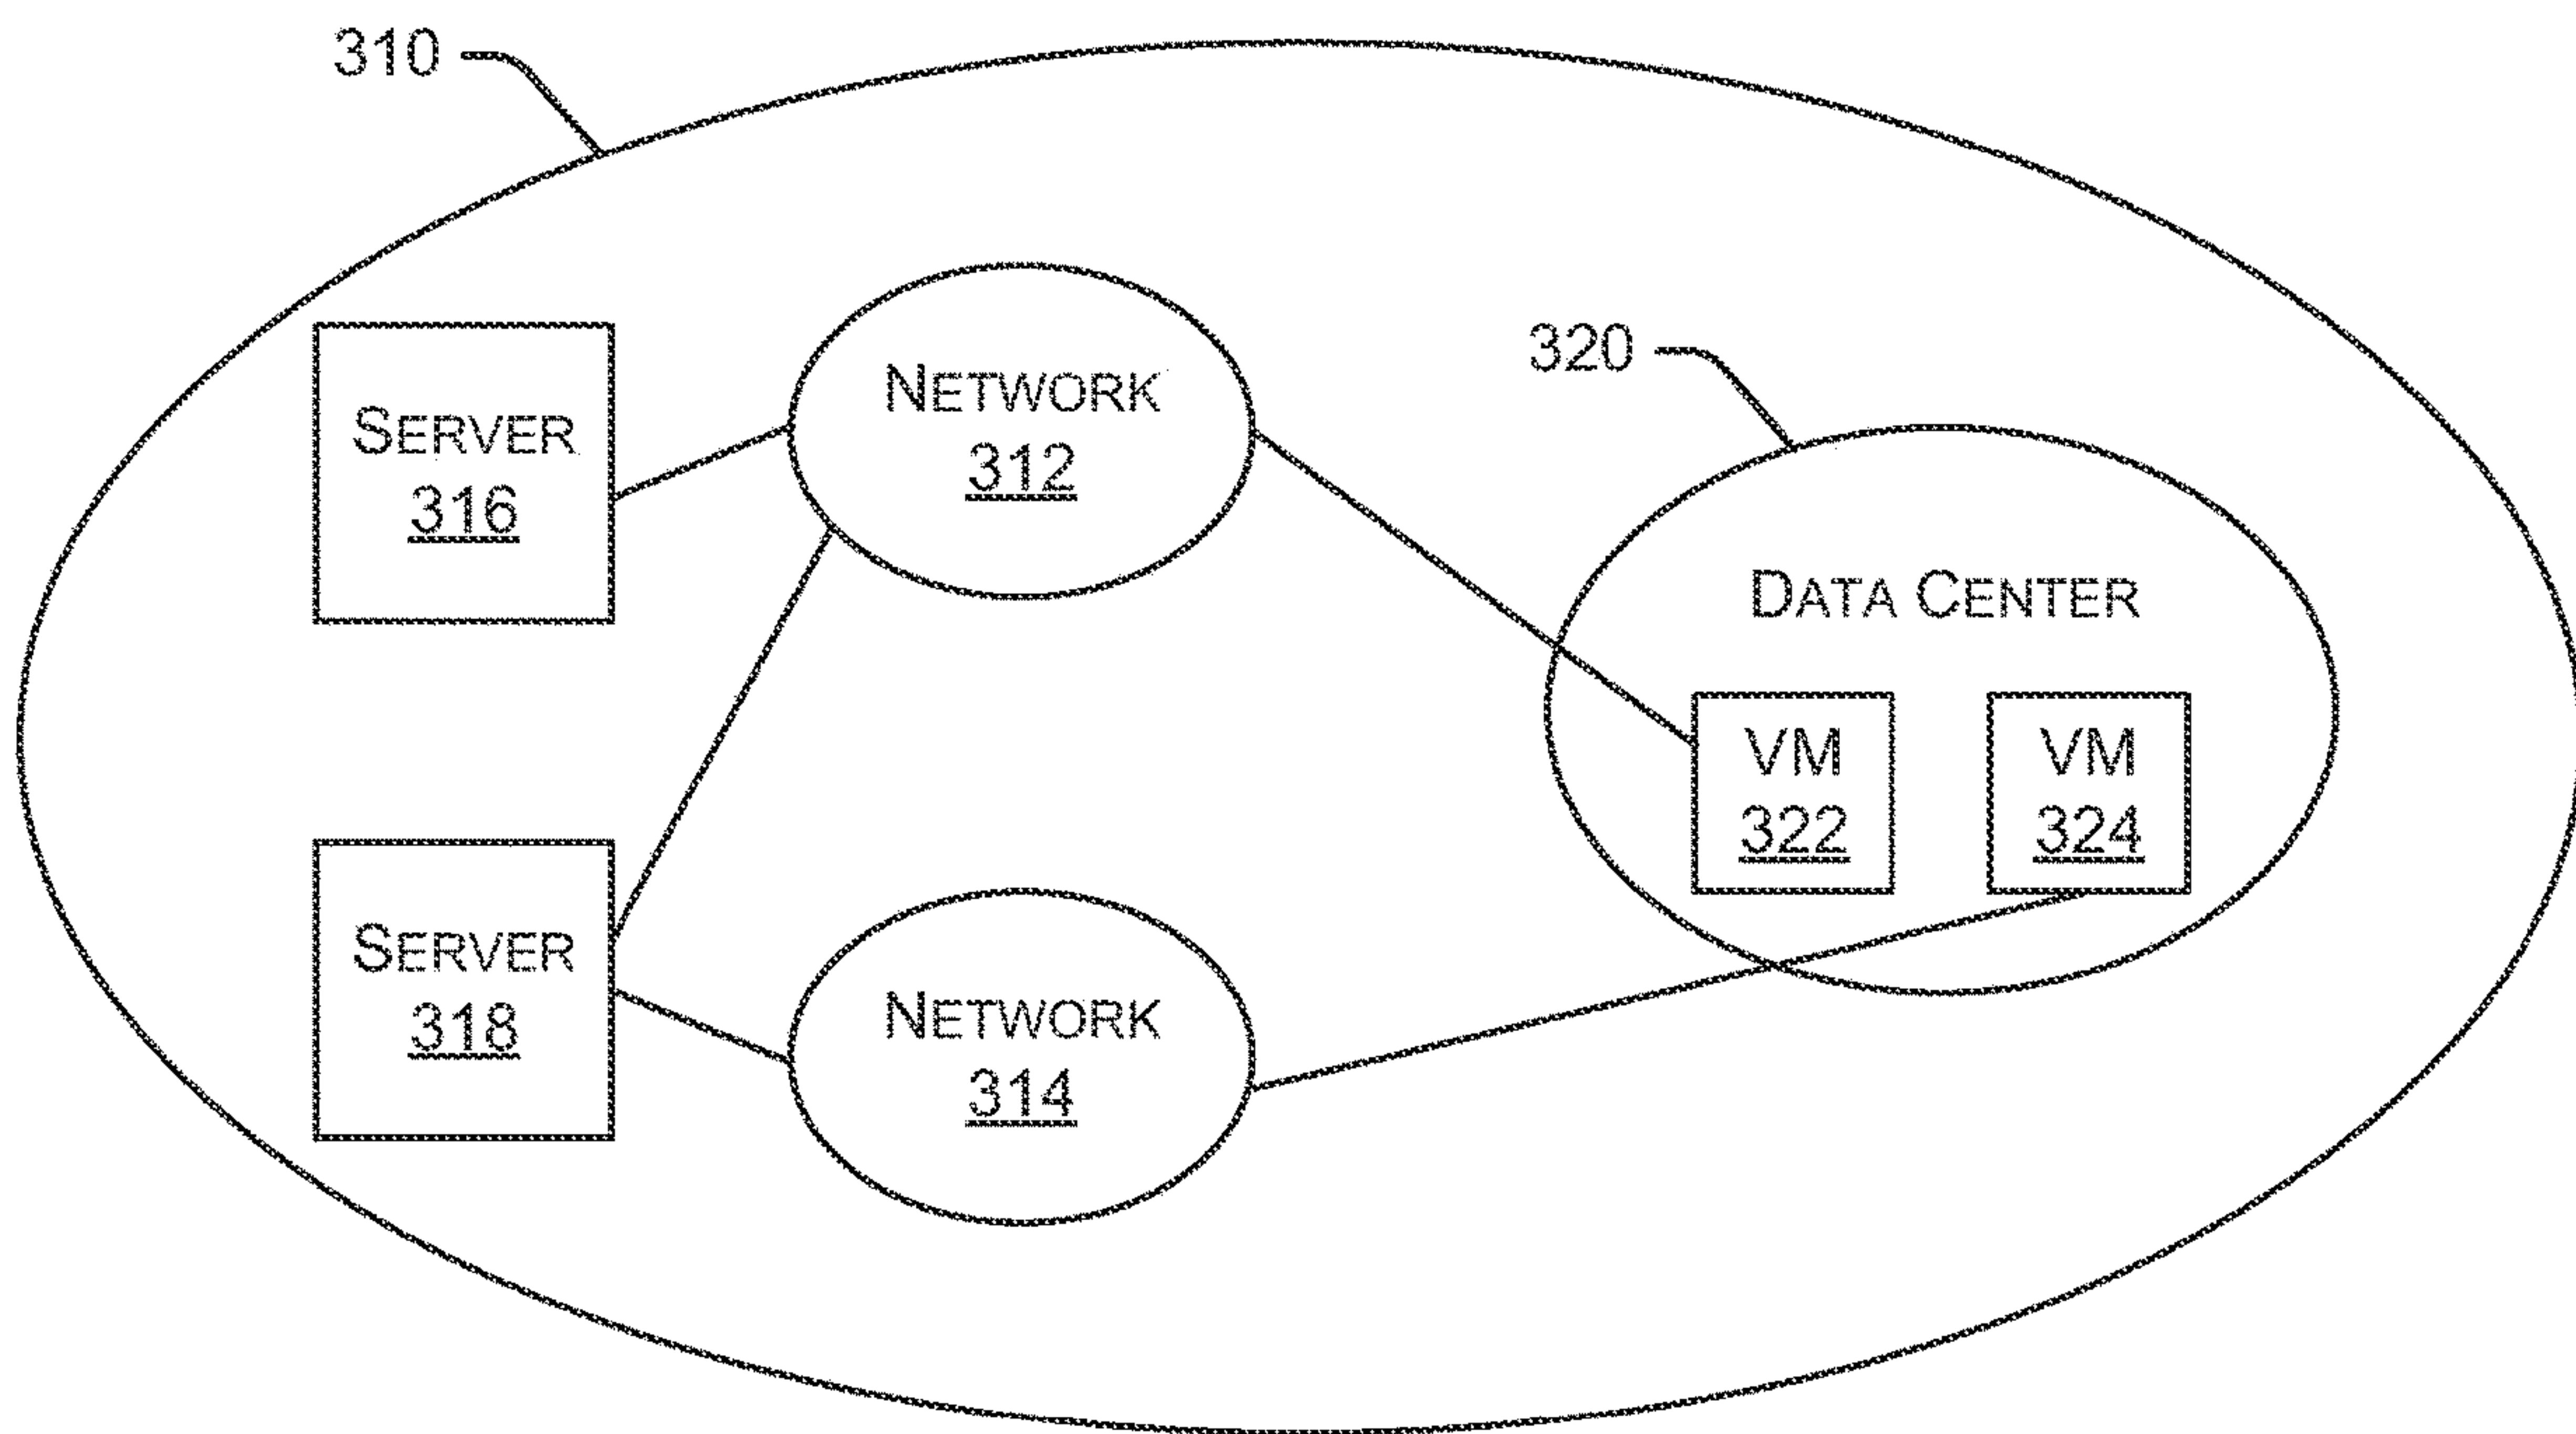 310
NETWORK
312
320
SERVER
316
DATA CENTER
VM
322
VM
324
SERVER
318
NETWORK
314